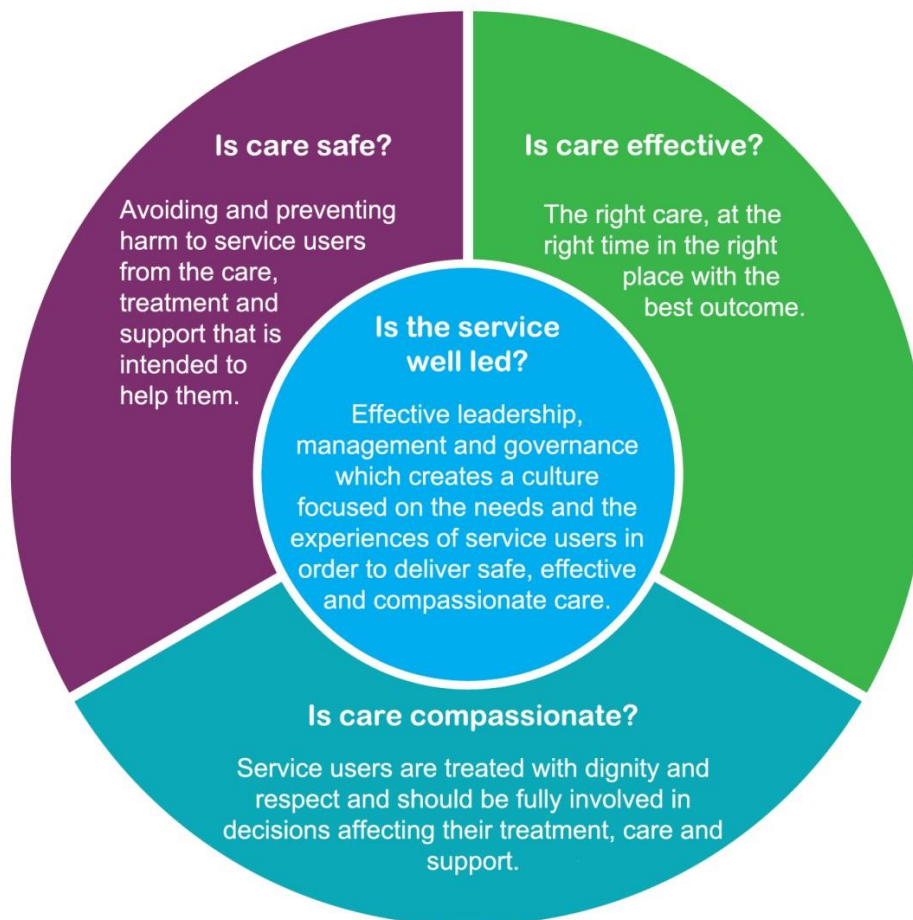 Is care safe?
Avoiding and preventing
harm to service users
from the care,
treatment and
support that is
intended to
help them.
Is care effective?
The right care, at the
right time in the right
place with the
best outcome.
Is the service
well led?
Effective leadership,
management and governance
which creates a culture
focused on the needs and the
experiences of service users in
order to deliver safe, effective
and compassionate care.
Is care compassionate?
Service users are treated with dignity and
respect and should be fully involved in
decisions affecting their treatment, care and
support.